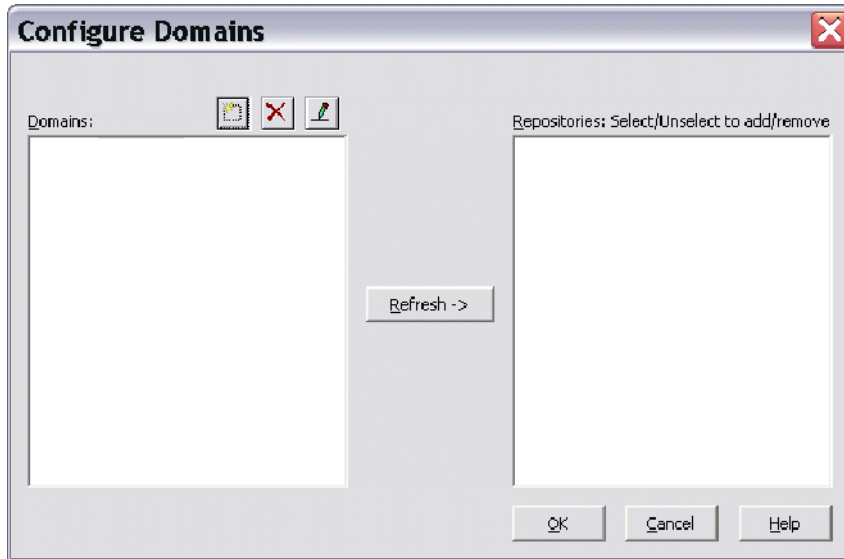 Configure Domains
Domains:
Repositories: Select/Unselect to add/remove
Refresh ->
OK
Cancel
Help